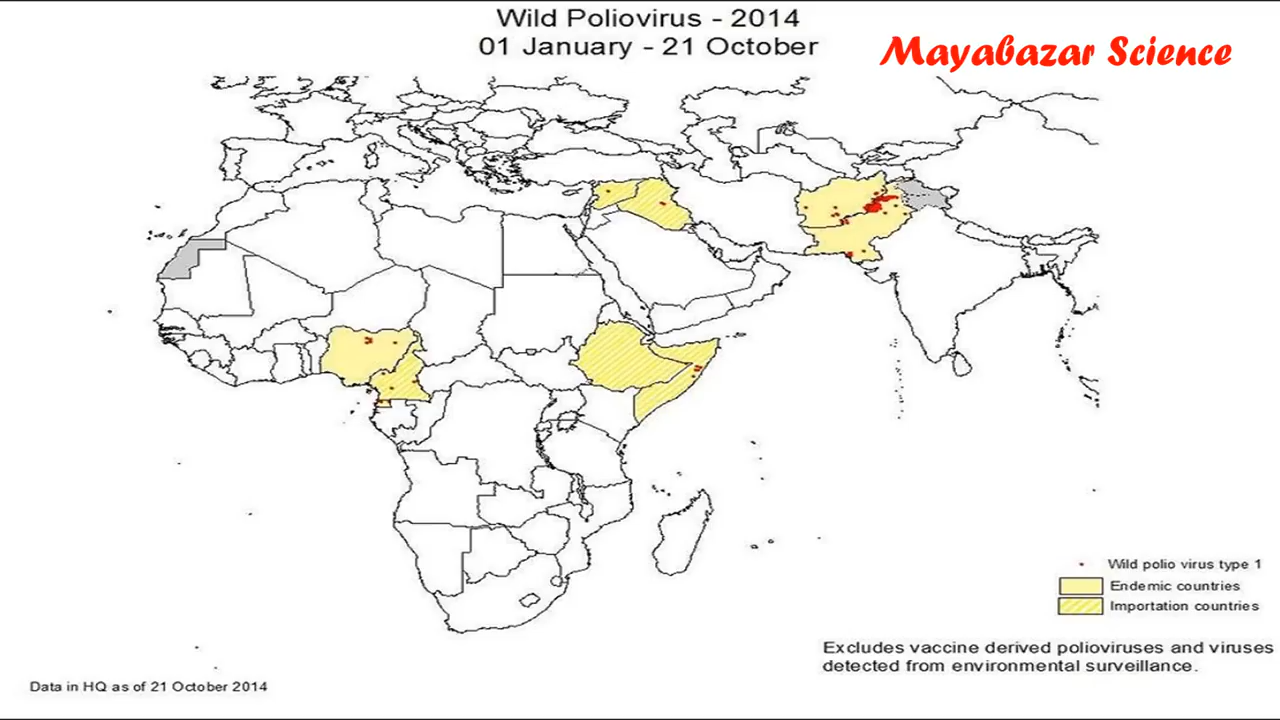 Wild Poliovirus - 2014
01 January - 21 October
Mayabazar Science
Wild polio virus type 1
Endemic countries
Importation countries
Excludes vaccine derived polioviruses and viruses
detected from environmental surveillance.
Data in HQ as of 21 October 2014